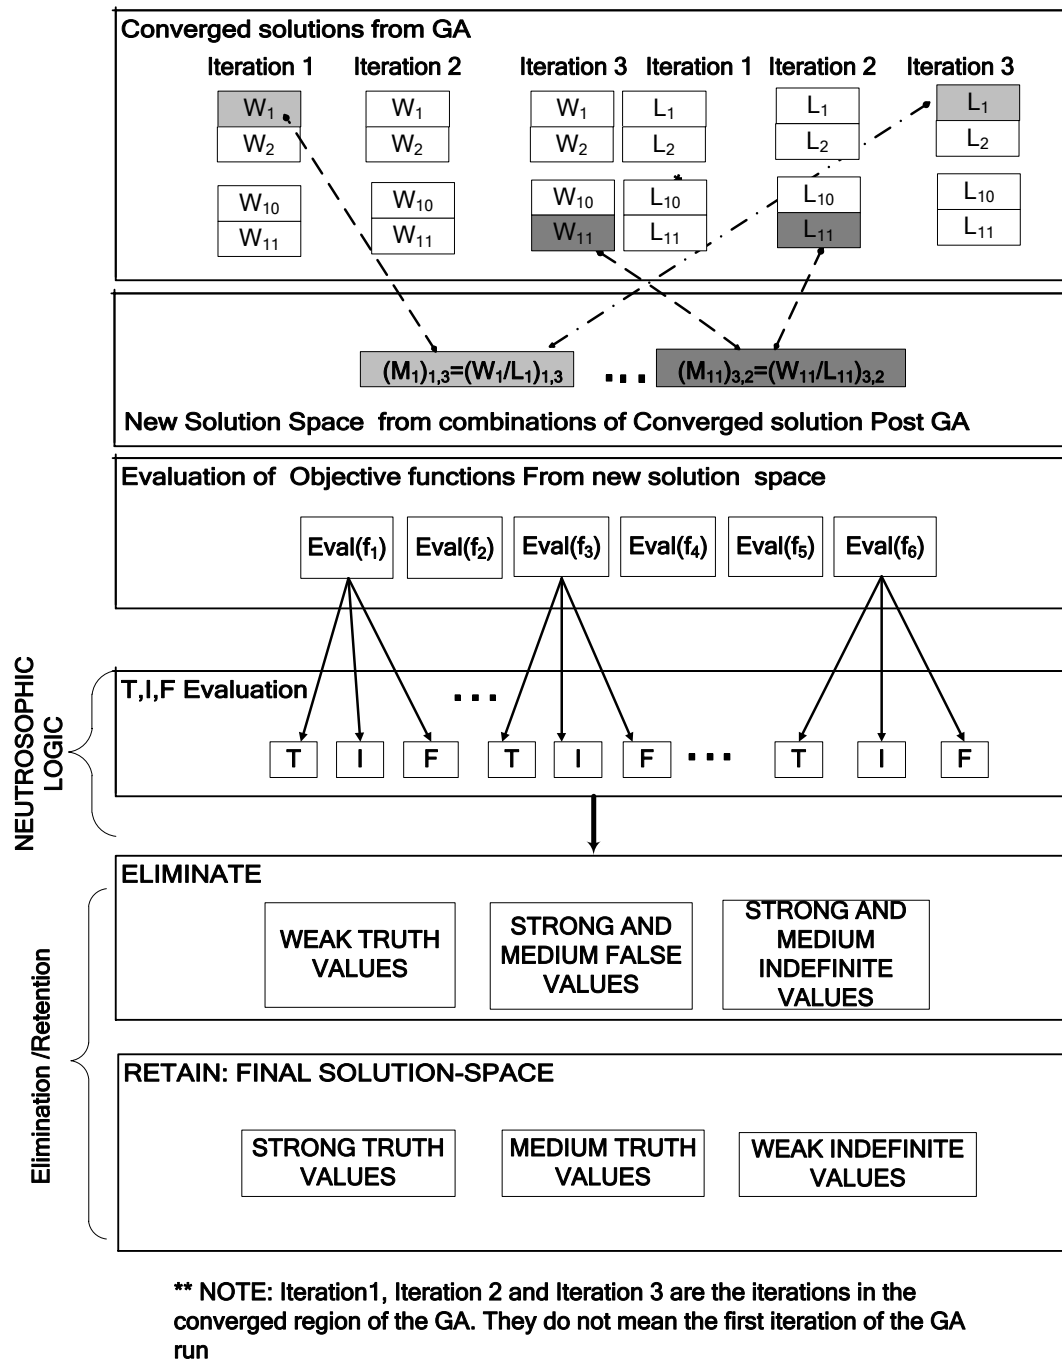 Converged solutions from GA
Iteration 1 Iteration 2 Iteration 3 Iteration 1 Iteration 2 Iteration 3
W1 W1 W1 L1 L1 L1
W2 W2 W2 L2 L2 L2
W10 W10 W10 L10 L10 L10
W11 W11 W11 L11 L11 L11
(M1)1,3=(W1/L1)1,3 ... (M11)3,2=(W11/L11)3,2
New Solution Space from combinations of Converged solution Post GA
Evaluation of Objective functions From new solution space
Eval(f1) Eval(f2) Eval(f3) Eval(f4) Eval(f5) Eval(f6)
NEUTROSOPHIC
LOGIC
T,I,F Evaluation ...
T I F T I F ... T I F
Elimination /Retention
ELIMINATE
WEAK TRUTH
VALUES
STRONG AND
MEDIUM FALSE
VALUES
STRONG AND
MEDIUM
INDEFINITE
VALUES
RETAIN: FINAL SOLUTION-SPACE
STRONG TRUTH
VALUES
MEDIUM TRUTH
VALUES
WEAK INDEFINITE
VALUES
** NOTE: Iteration1, Iteration 2 and Iteration 3 are the iterations in the
converged region of the GA. They do not mean the first iteration of the GA
run